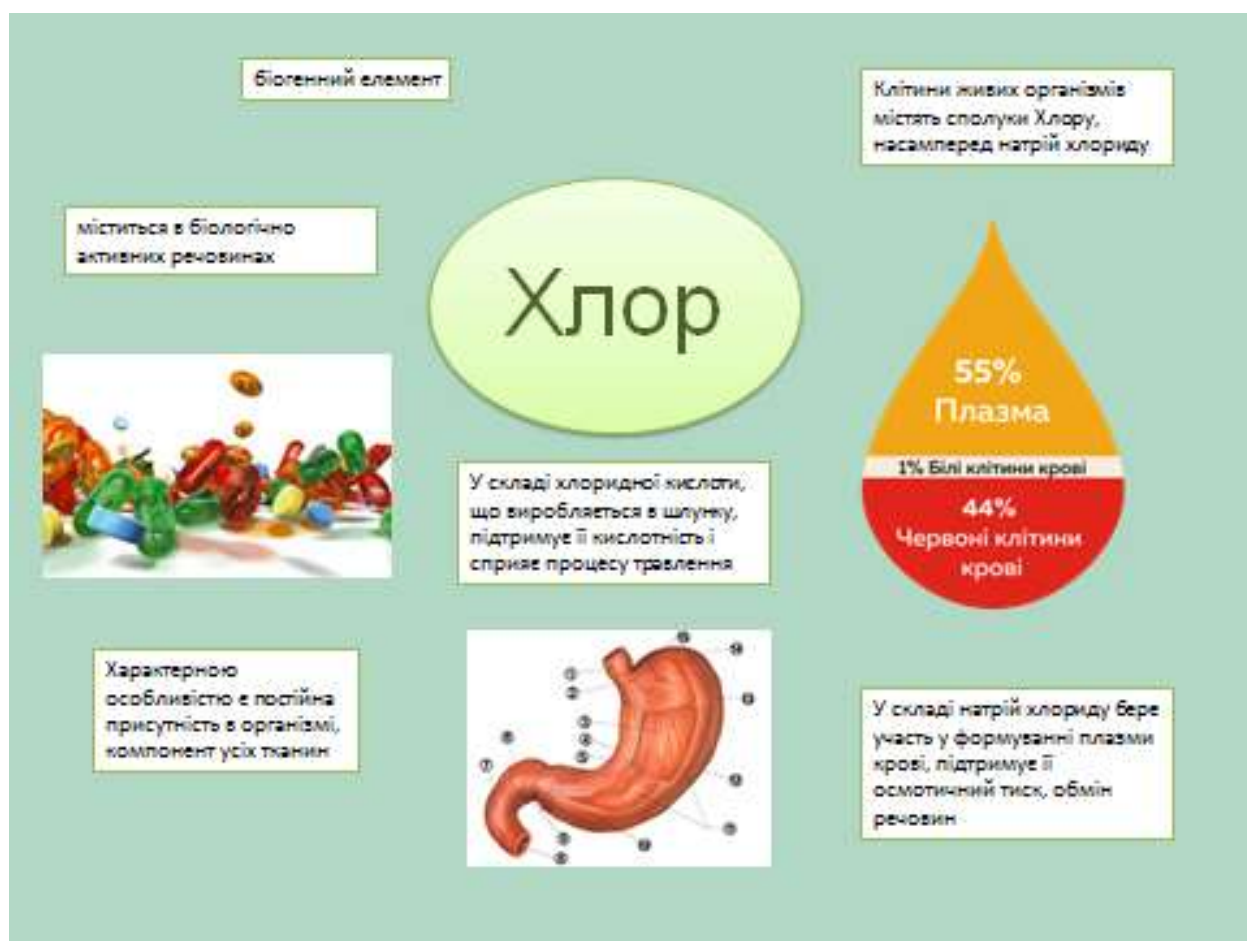 біогенний елемент
Клітини живих організмів
містять сполуки Хлору,
насамперед натрій хлориду
міститься в біологічно
активних речовинах
Хлор
55%
Плазма
1% Білі клітини крові
44%
Червоні клітини
крові
У складі хлоридної кислоти,
що виробляється в шлунку,
підтримує її кислотність і
сприяє процесу травлення
Характерною
особливістю є постійна
присутність в організмі,
компонент усіх тканин
У складі натрій хлориду бере
участь у формуванні плазми
крові, підтримує її
осмотичний тиск, обмін
речовин